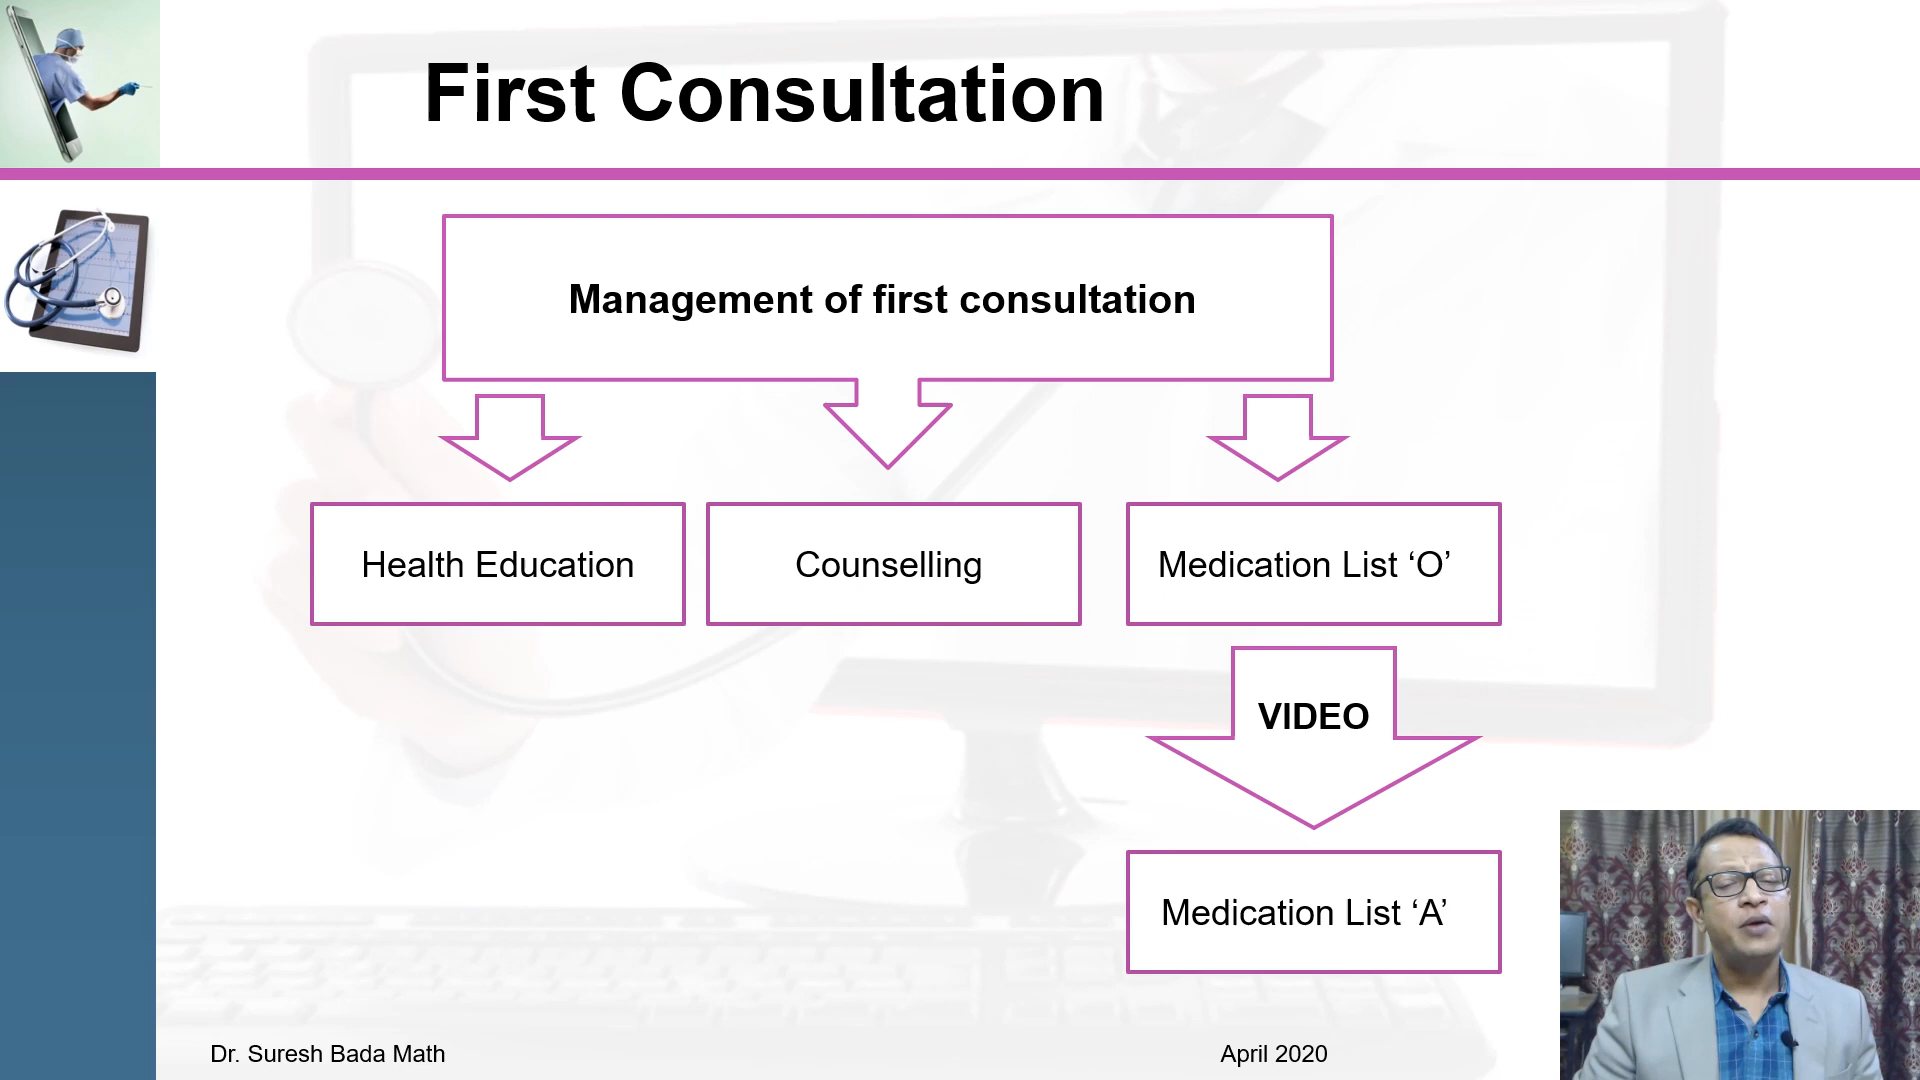 First Consultation
Management of first consultation
Health Education
Counselling
Medication List ‘O’
VIDEO
Medication List ‘A’
Dr. Suresh Bada Math
April 2020